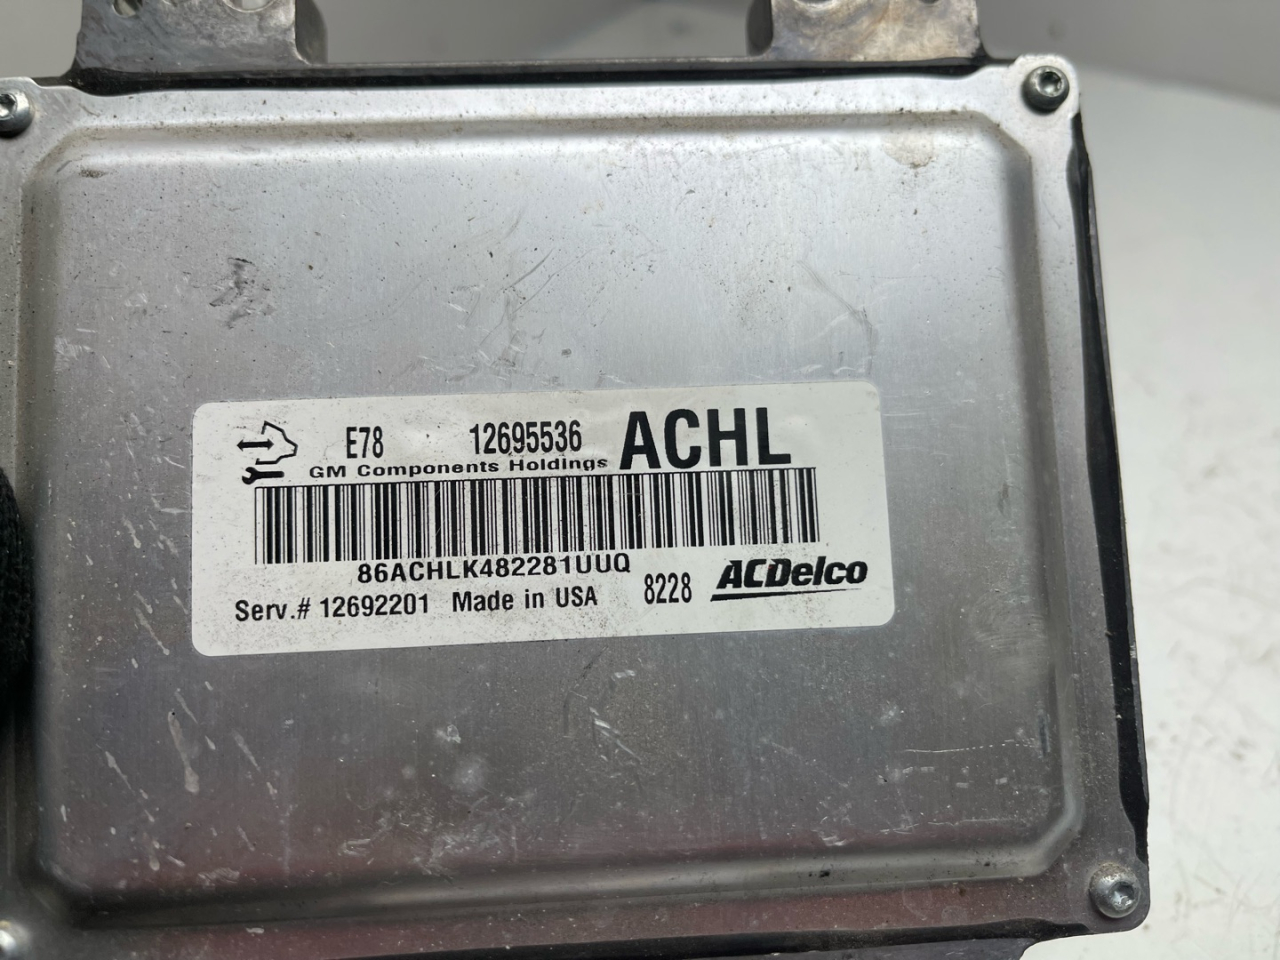 E78 12695536 ACHL
GM Components Holdings
86ACHLK482281UUQ
Serv.# 12692201 Made in USA 8228 ACDelco